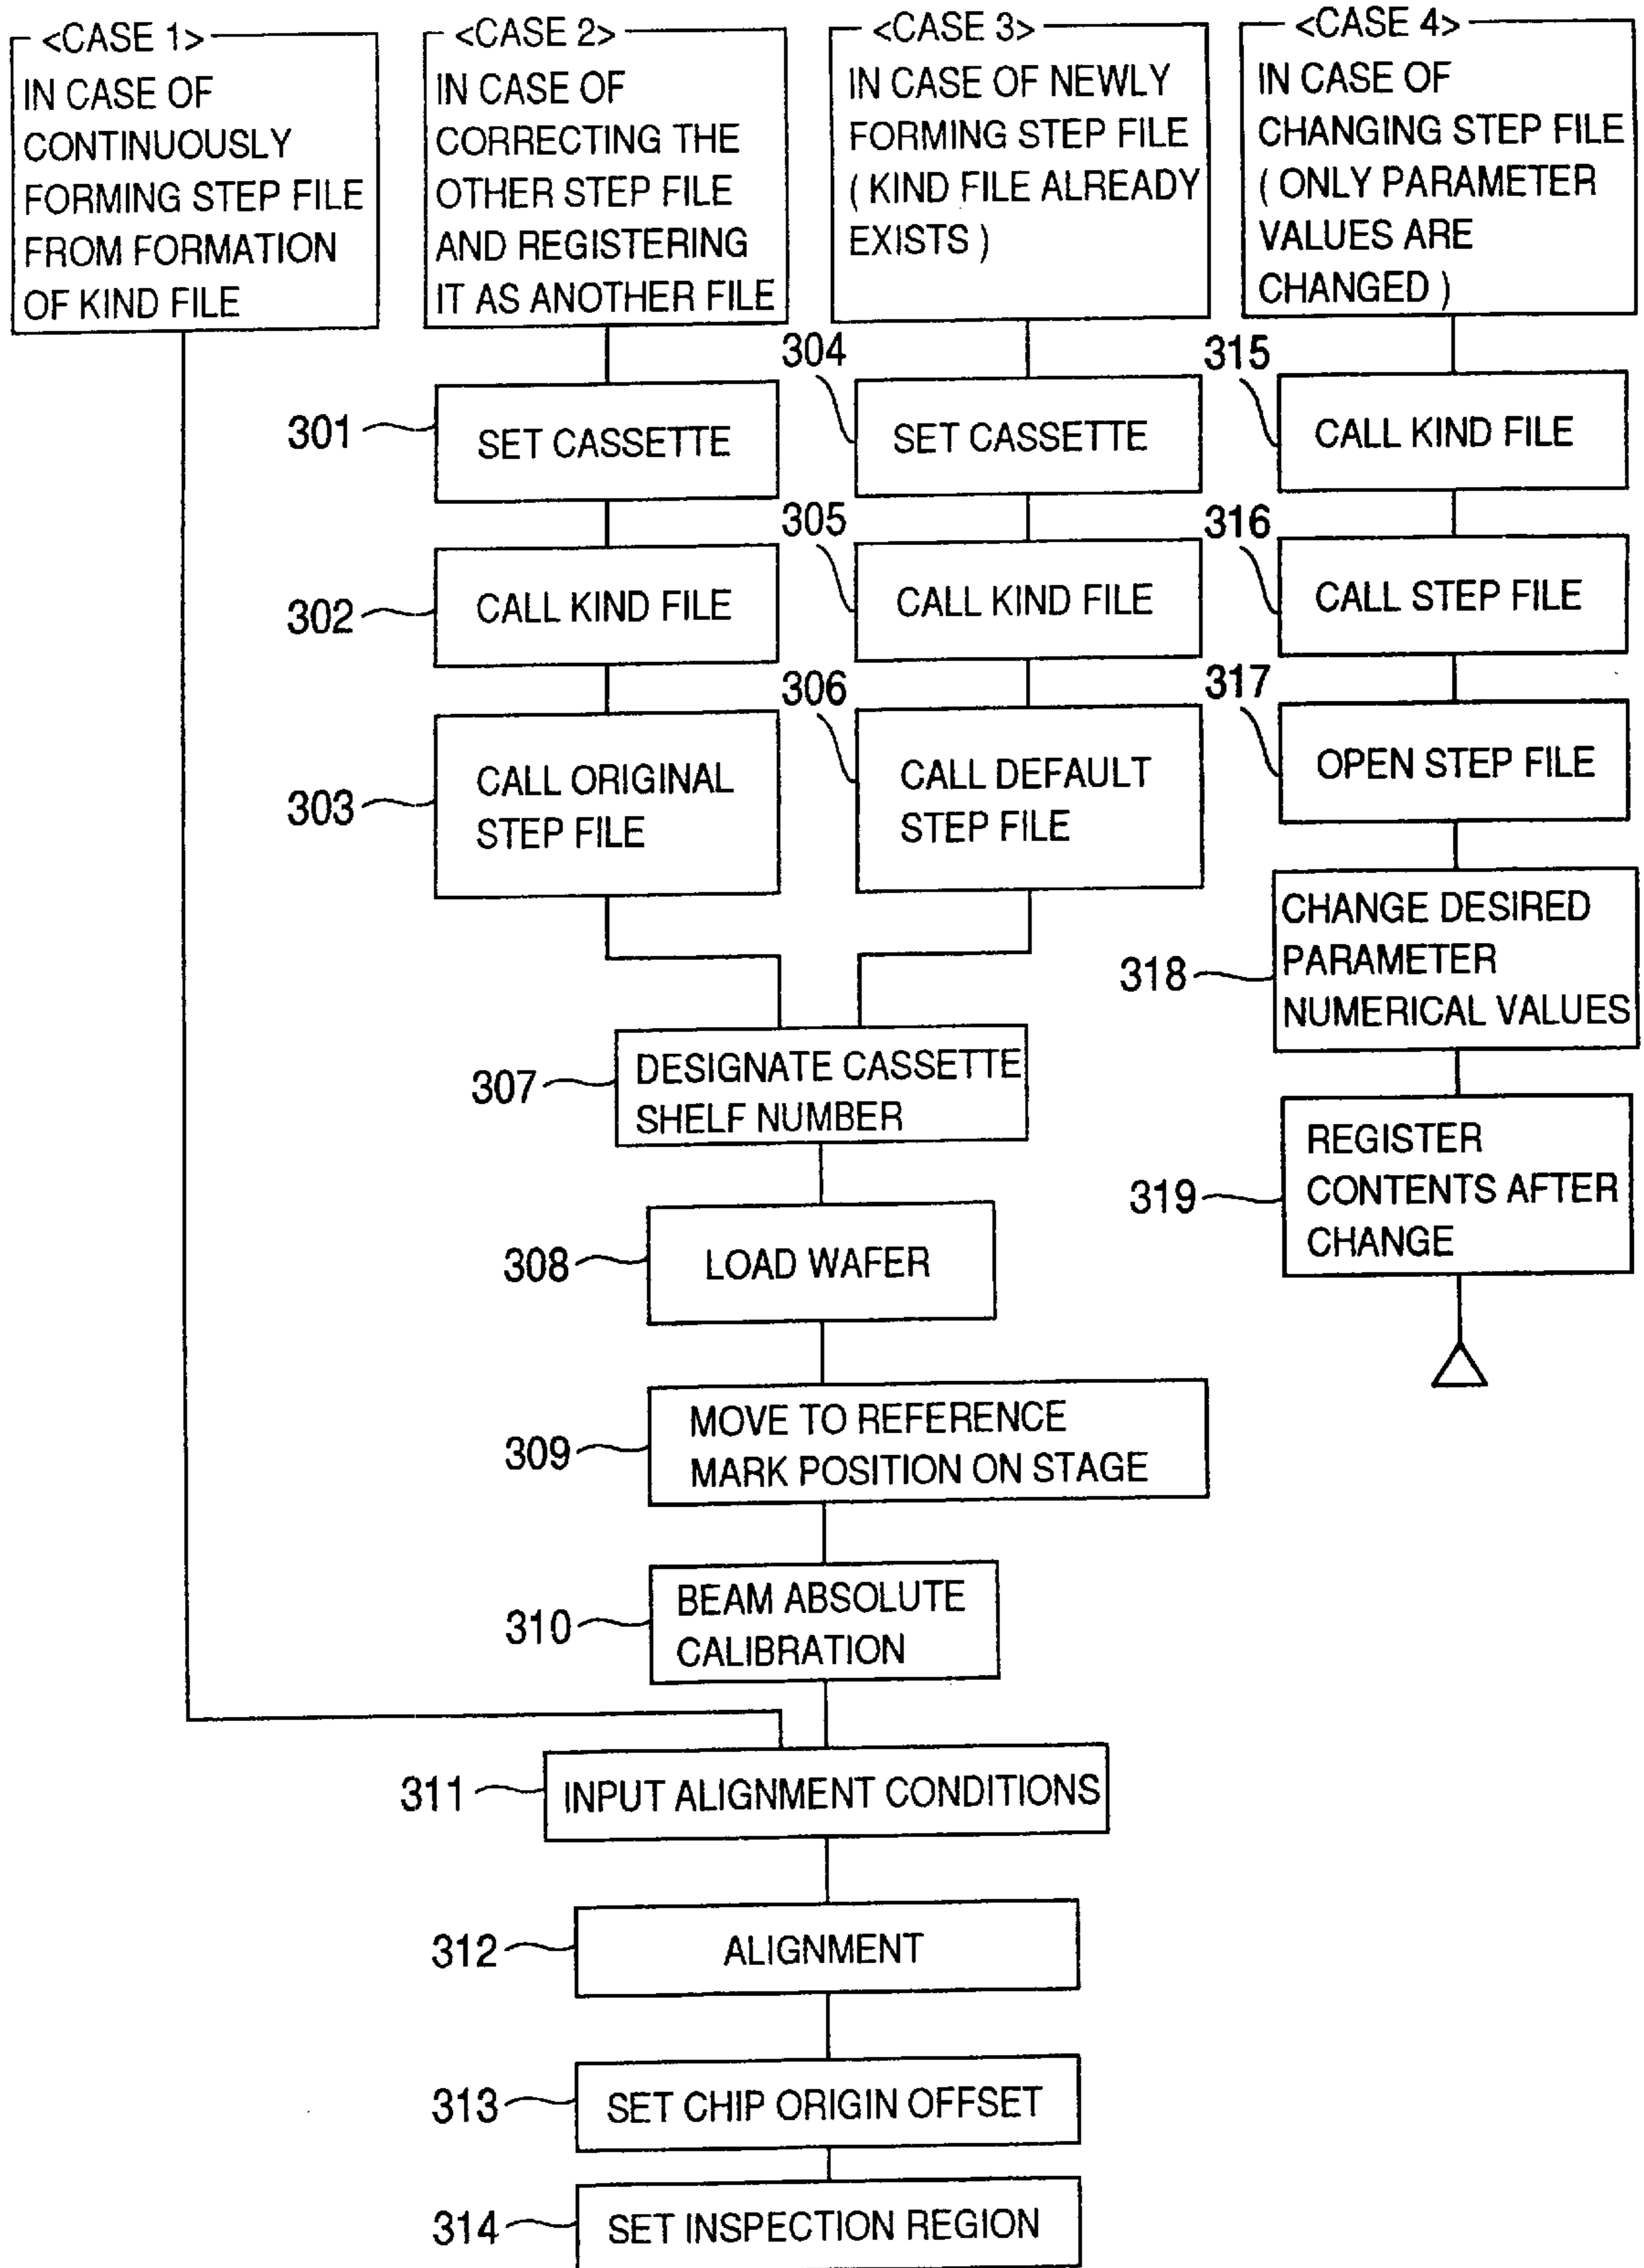 <CASE 1>
IN CASE OF
CONTINUOUSLY
FORMING STEP FILE
FROM FORMATION
OF KIND FILE
<CASE 2>
IN CASE OF
CORRECTING THE
OTHER STEP FILE
AND REGISTERING
IT AS ANOTHER FILE
<CASE 3>
IN CASE OF NEWLY
FORMING STEP FILE
( KIND FILE ALREADY
EXISTS )
<CASE 4>
IN CASE OF
CHANGING STEP FILE
( ONLY PARAMETER
VALUES ARE
CHANGED )
301
SET CASSETTE
302
CALL KIND FILE
303
CALL ORIGINAL
STEP FILE
304
SET CASSETTE
305
CALL KIND FILE
306
CALL DEFAULT
STEP FILE
315
CALL KIND FILE
316
CALL STEP FILE
317
OPEN STEP FILE
318
CHANGE DESIRED
PARAMETER
NUMERICAL VALUES
319
REGISTER
CONTENTS AFTER
CHANGE
307
DESIGNATE CASSETTE
SHELF NUMBER
308
LOAD WAFER
309
MOVE TO REFERENCE
MARK POSITION ON STAGE
310
BEAM ABSOLUTE
CALIBRATION
311
INPUT ALIGNMENT CONDITIONS
312
ALIGNMENT
313
SET CHIP ORIGIN OFFSET
314
SET INSPECTION REGION